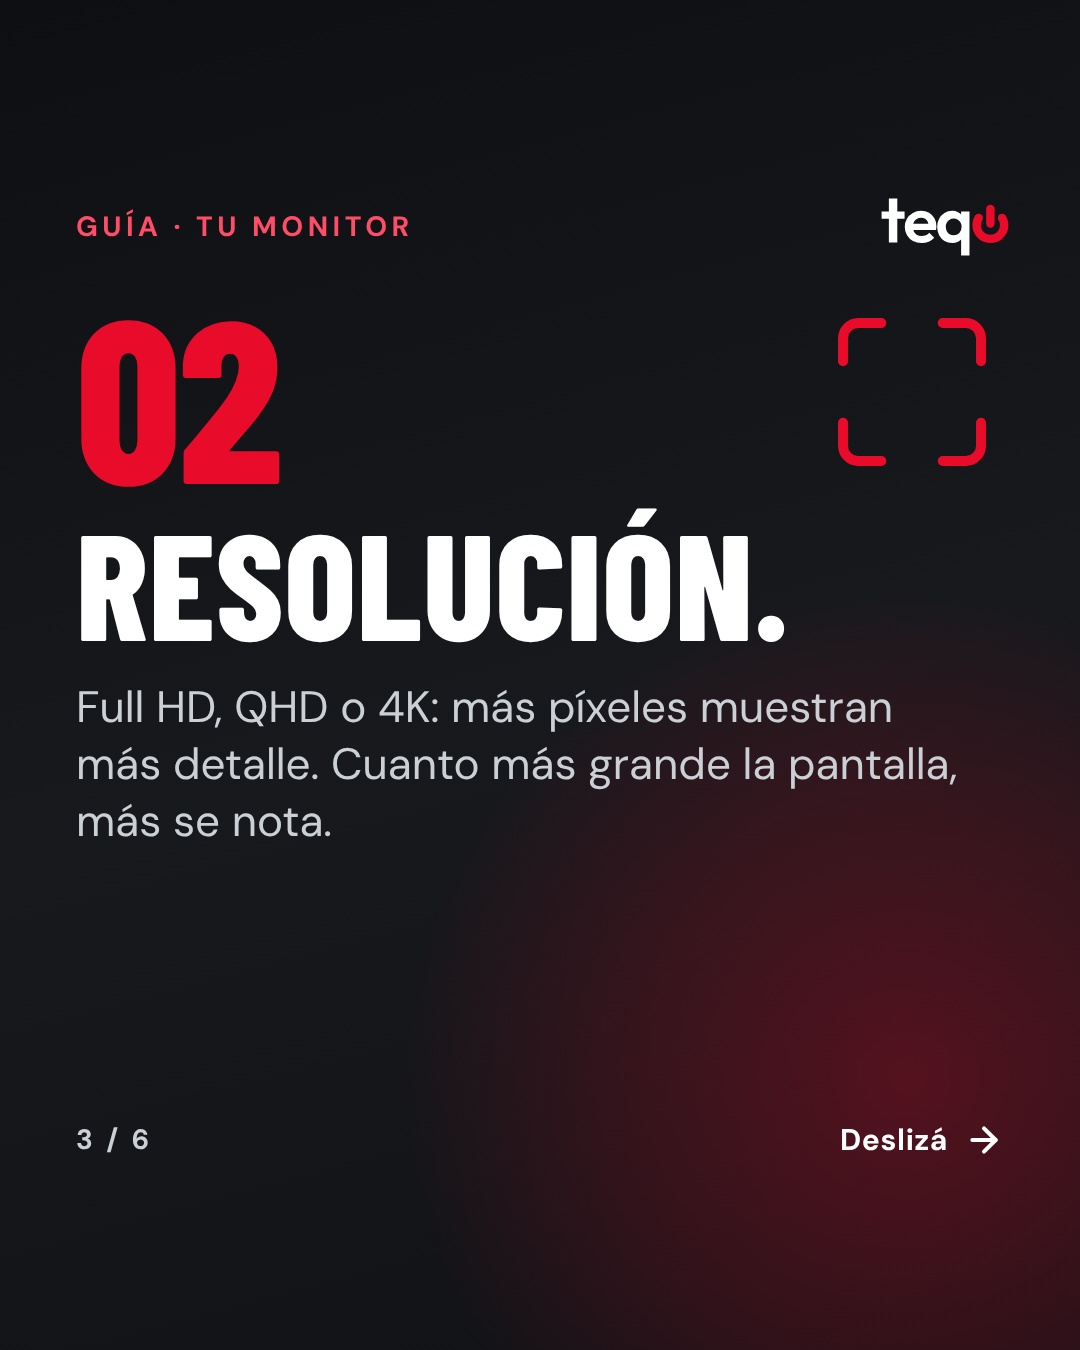 GUÍA · TU MONITOR
teqo
02
RESOLUCIÓN.
Full HD, QHD o 4K: más píxeles muestran
más detalle. Cuanto más grande la pantalla,
más se nota.
3 / 6
Deslizá →